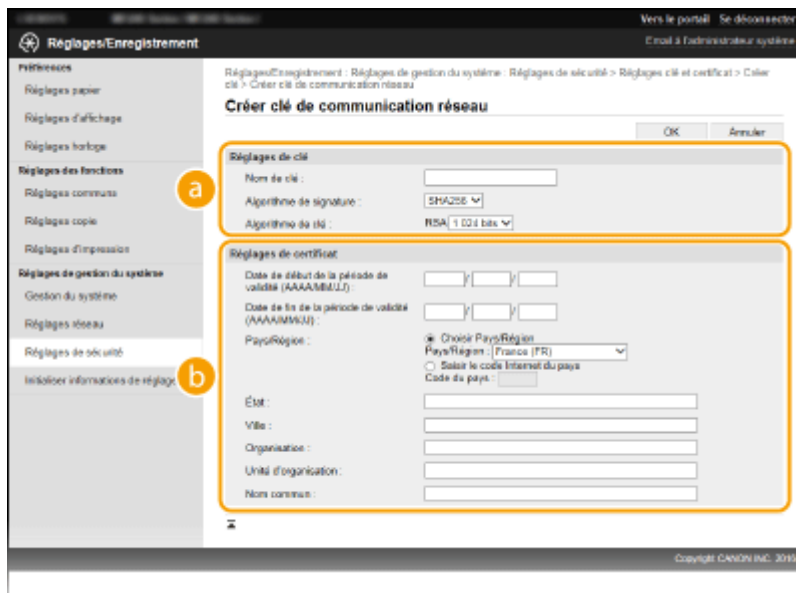 Vers le portail Se déconnecter
Réglages/Enregistrement
Email à l'administrateur système
Préférences
Réglages papier
Réglages d'affichage
Réglages horloge
Réglages des fonctions
Réglages communs
Réglages copie
Réglages d'impression
Réglages de gestion du système
Gestion du système
Réglages réseau
Réglages de sécurité
Initialiser informations de réglage
Réglages/Enregistrement : Réglages de gestion du système : Réglages de sécurité > Réglages clé et certificat > Créer
clé > Créer clé de communication réseau
Créer clé de communication réseau
OK Annuler
a
Réglages de clé
Nom de clé :
Algorithme de signature : SHA256
Algorithme de clé : RSA 1 024 bits
b
Réglages de certificat
Date de début de la période de
validité (AAAA/MM/JJ) : / /
Date de fin de la période de validité
(AAAA/MM/JJ) : / /
Pays/Région : Choisir Pays/Région
Pays/Région : France (FR)
Saisir le code Internet du pays
Code du pays :
État :
Ville :
Organisation :
Unité d'organisation :
Nom commun :
Copyright CANON INC. 2016